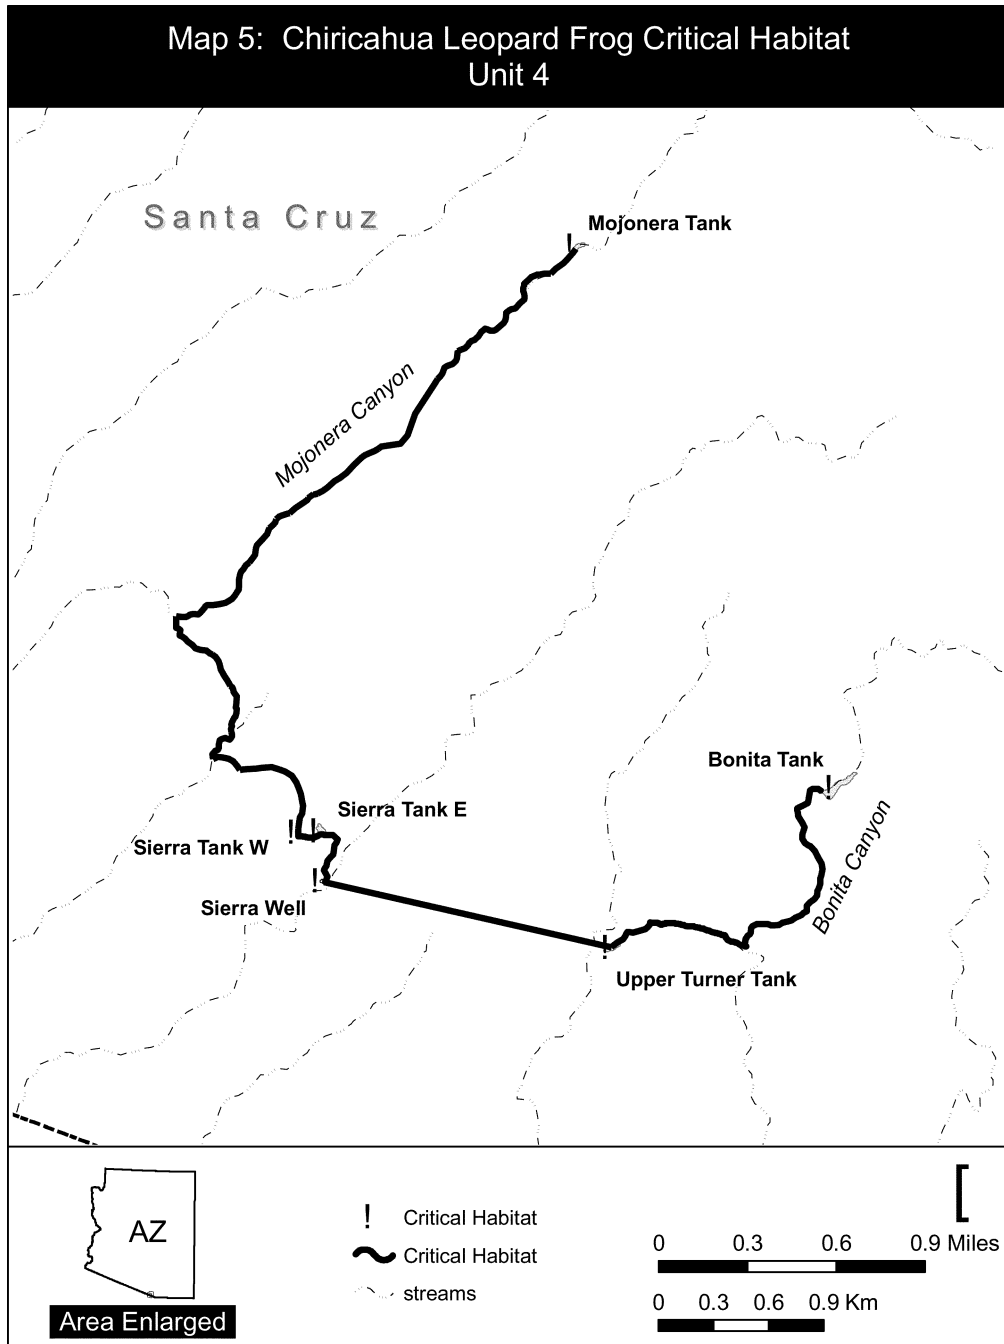 Map 5: Chiricahua Leopard Frog Critical Habitat
Unit 4
Santa Cruz
Mojonera Tank
!
Mojonera Canyon
Bonita Tank
!
Bonita Canyon
Sierra Tank E
!
!
Sierra Tank W
!
Sierra Well
!
Upper Turner Tank
AZ
Area Enlarged
! Critical Habitat
Critical Habitat
streams
[
0 0.3 0.6 0.9 Miles
0 0.3 0.6 0.9 Km